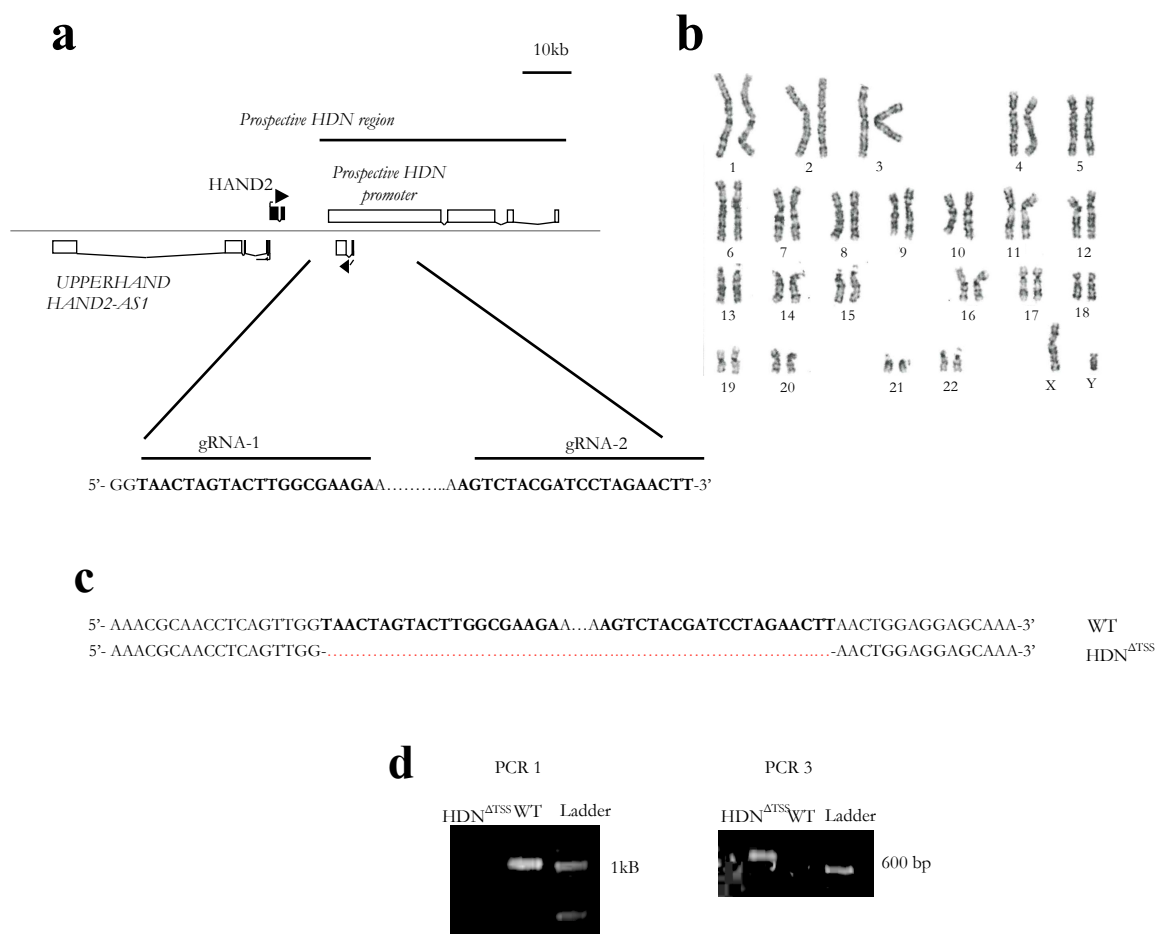 a
10kb
Prospective HDN region
HAND2
Prospective HDN
promoter
UPPERHAND
HAND2-AS1
gRNA-1
gRNA-2
5’- GGTAACTAGTACTTGGCGAAGAA………..AAGTCTACGATCCTAGAACTT-3’
b
1
2
3
4
5
6
7
8
9
10
11
12
13
14
15
16
17
18
19
20
21
22
X
Y
c
5’- AAACGCAACCTCAGTTGGTAACTAGTACTTGGCGAAGAA…AAGTCTACGATCCTAGAACTTAACTGGAGGAGCAAA-3’ WT
5’- AAACGCAACCTCAGTTGG-……………………………………………………………-AACTGGAGGAGCAAA-3’ HDNΔTSS
d
PCR 1
HDNΔTSS WT Ladder
1kB
PCR 3
HDNΔTSS WT Ladder
600 bp